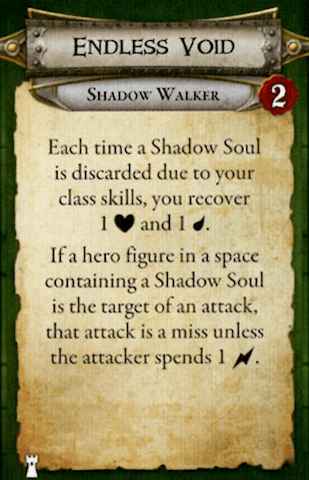 ENDLESS VOID
SHADOW WALKER
2
Each time a Shadow Soul
is discarded due to your
class skills, you recover
1 ♥ and 1 💧.
If a hero figure in a space
containing a Shadow Soul
is the target of an attack,
that attack is a miss unless
the attacker spends 1 ⚡.